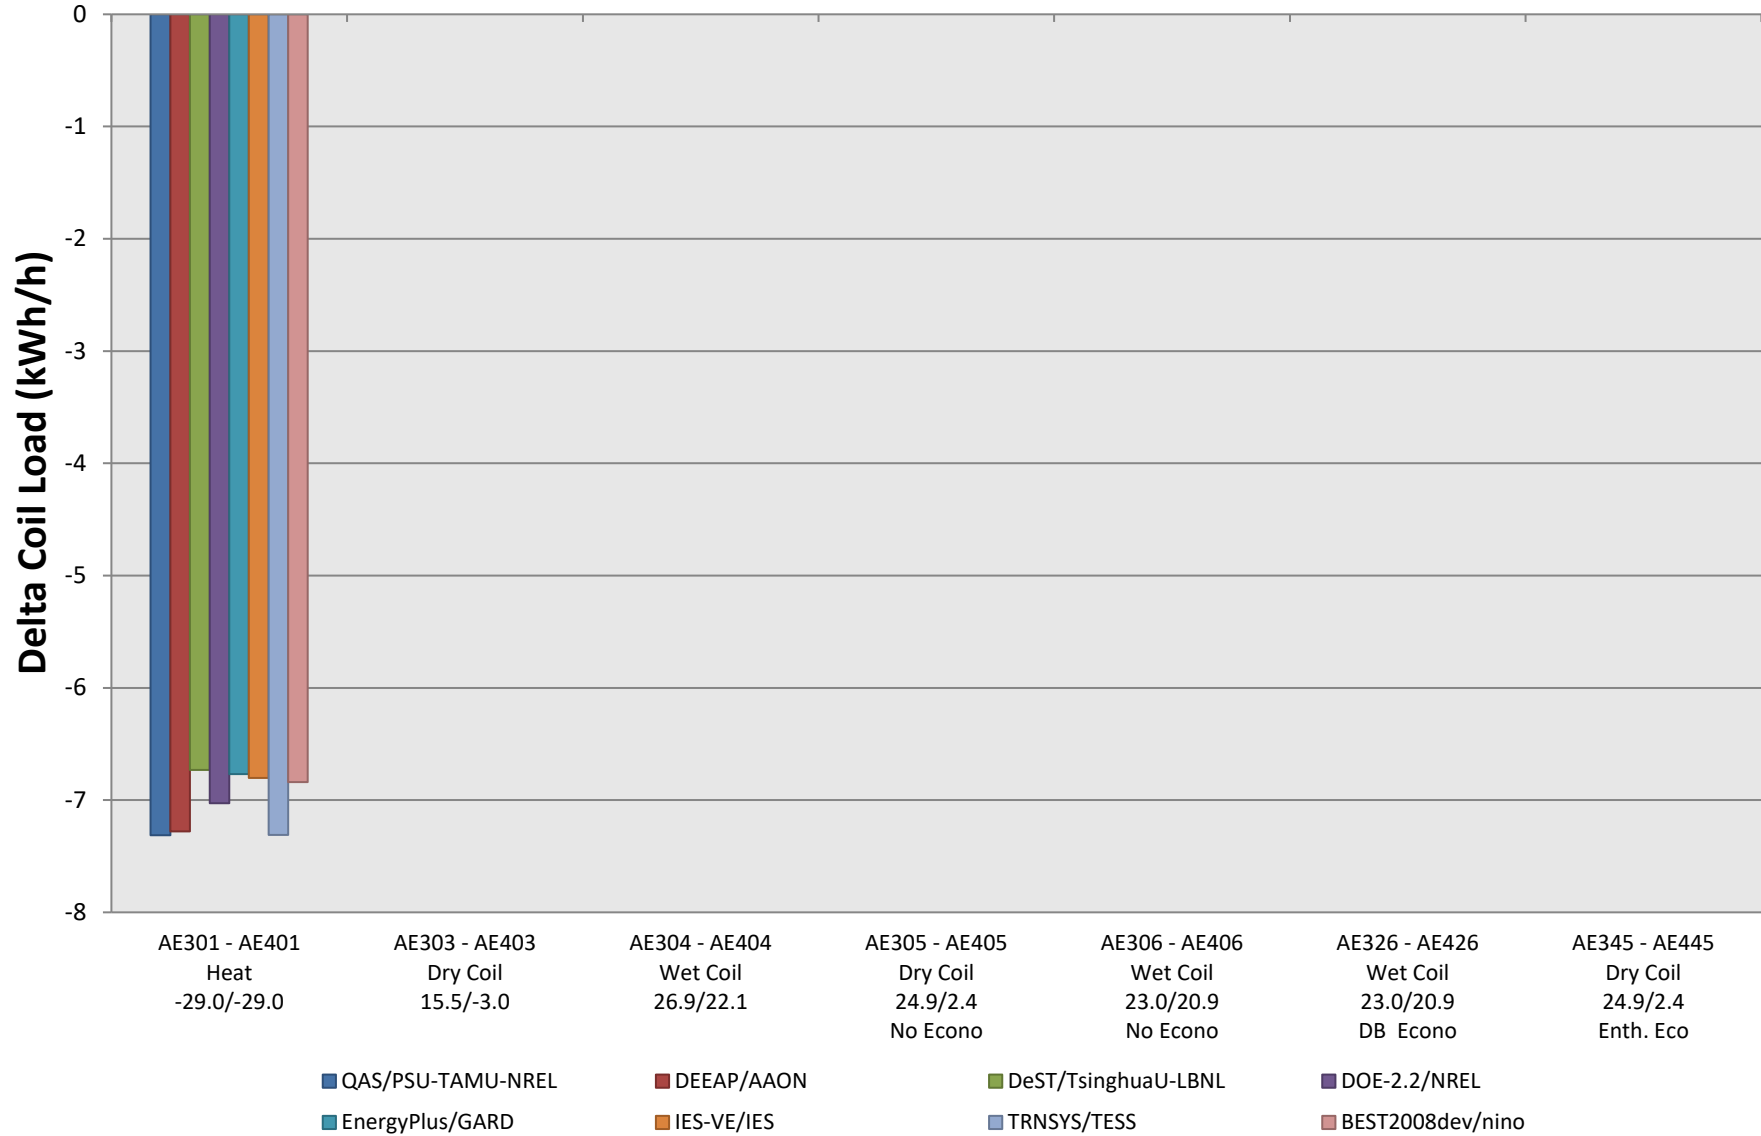 0
-1
-2
-3
-4
-5
-6
-7
-8
Delta Coil Load (kWh/h)
AE301 - AE401
Heat
-29.0/-29.0
AE303 - AE403
Dry Coil
15.5/-3.0
AE304 - AE404
Wet Coil
26.9/22.1
AE305 - AE405
Dry Coil
24.9/2.4
No Econo
AE306 - AE406
Wet Coil
23.0/20.9
No Econo
AE326 - AE426
Wet Coil
23.0/20.9
DB  Econo
AE345 - AE445
Dry Coil
24.9/2.4
Enth. Eco
QAS/PSU-TAMU-NREL
DEEAP/AAON
DeST/TsinghuaU-LBNL
DOE-2.2/NREL
EnergyPlus/GARD
IES-VE/IES
TRNSYS/TESS
BEST2008dev/nino